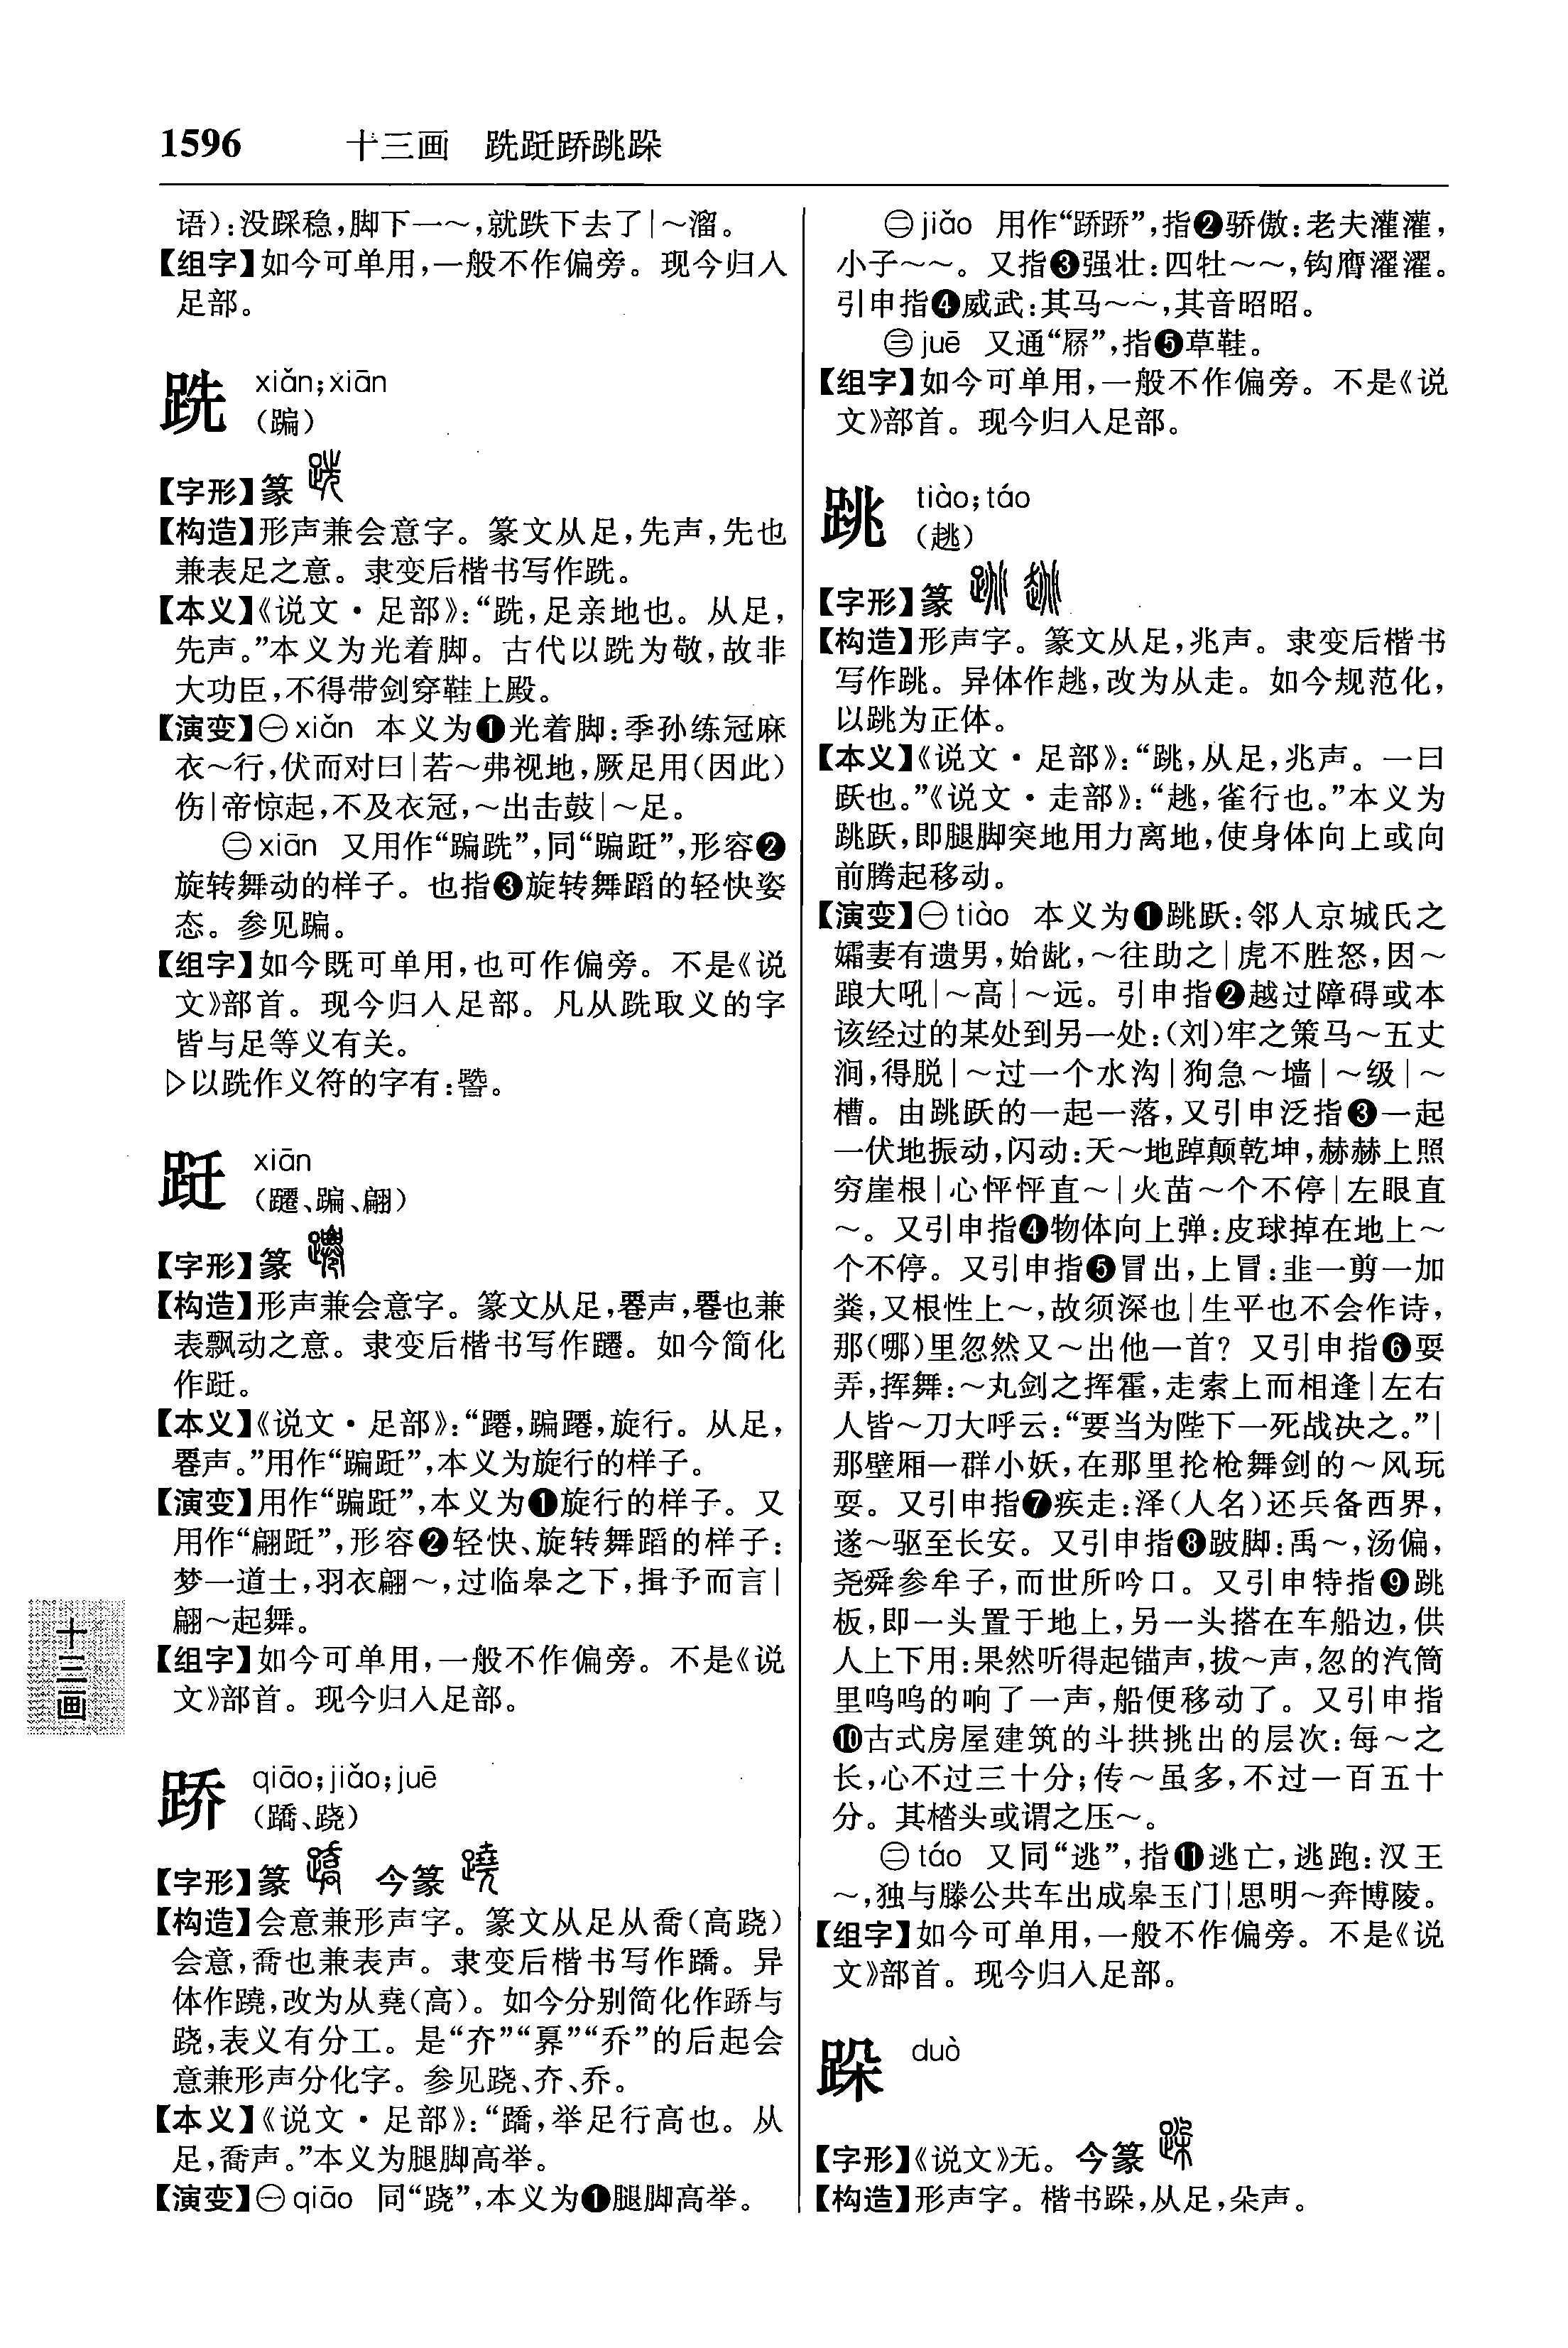 1596 十三画 跣跹跻跳跺
语):没踩稳,脚下一～,就跌下去了|～溜。
【组字】如今可单用,一般不作偏旁。现今归入
足部。
跣 xiǎn;xiān
(蹁)
【字形】篆
【构造】形声兼会意字。篆文从足,先声,先也
兼表足之意。隶变后楷书写作跣。
【本义】《说文·足部》:“跣,足亲地也。从足,
先声。”本义为光着脚。古代以跣为敬,故非
大功臣,不得带剑穿鞋上殿。
【演变】㊀xiǎn 本义为❶光着脚:季孙练冠麻
衣～行,伏而对曰|若～弗视地,厥足用(因此)
伤|帝惊起,不及衣冠,～出击鼓|～足。
㊁xiān 又用作“蹁跣”,同“蹁跹”,形容❷
旋转舞动的样子。也指❸旋转舞蹈的轻快姿
态。参见蹁。
【组字】如今既可单用,也可作偏旁。不是《说
文》部首。现今归入足部。凡从跣取义的字
皆与足等义有关。
▷以跣作义符的字有:。
跹 xiān
(躚、蹁、翩)
【字形】篆
【构造】形声兼会意字。篆文从足,䙴声,䙴也兼
表飘动之意。隶变后楷书写作躚。如今简化
作跹。
【本义】《说文·足部》:“躚,蹁躚,旋行。从足,
䙴声。”用作“蹁跹”,本义为旋行的样子。
【演变】用作“蹁跹”,本义为❶旋行的样子。又
用作“翩跹”,形容❷轻快、旋转舞蹈的样子:
梦一道士,羽衣翩～,过临皋之下,揖予而言|
翩～起舞。
【组字】如今可单用,一般不作偏旁。不是《说
文》部首。现今归入足部。
十三画
跷 qiāo;jiǎo;juē
(蹻、跷)
【字形】篆 今篆
【构造】会意兼形声字。篆文从足从喬(高跷)
会意,喬也兼表声。隶变后楷书写作蹻。异
体作蹺,改为从堯(高)。如今分别简化作𫏋与
跷,表义有分工。是“夰”“奡”“乔”的后起会
意兼形声分化字。参见跷、夰、乔。
【本义】《说文·足部》:“蹻,举足行高也。从
足,喬声。”本义为腿脚高举。
【演变】㊀qiāo 同“跷”,本义为❶腿脚高举。
㊁jiǎo 用作“𫏋𫏋”,指❷骄傲:老夫灌灌,
小子～～。又指❸强壮:四牡～～,钩膺濯濯。
引申指❹威武:其马～～,其音昭昭。
㊂juē 又通“屩”,指❺草鞋。
【组字】如今可单用,一般不作偏旁。不是《说
文》部首。现今归入足部。
跳 tiào;táo
(趒)
【字形】篆
【构造】形声字。篆文从足,兆声。隶变后楷书
写作跳。异体作趒,改为从走。如今规范化,
以跳为正体。
【本义】《说文·足部》:“跳,从足,兆声。一曰
跃也。”《说文·走部》:“趒,雀行也。”本义为
跳跃,即腿脚突地用力离地,使身体向上或向
前腾起移动。
【演变】㊀tiào 本义为❶跳跃:邻人京城氏之
孀妻有遗男,始龀,～往助之|虎不胜怒,因～
踉大吼|～高|～远。引申指❷越过障碍或本
该经过的某处到另一处:(刘)牢之策马～五丈
涧,得脱|～过一个水沟|狗急～墙|～级|～
槽。由跳跃的一起一落,又引申泛指❸一起
一伏地振动,闪动:天～地踔颠乾坤,赫赫上照
穷崖根|心怦怦直～|火苗～个不停|左眼直
～。又引申指❹物体向上弹:皮球掉在地上～
个不停。又引申指❺冒出,上冒:韭一剪一加
粪,又根性上～,故须深也|生平也不会作诗,
那(哪)里忽然又～出他一首?又引申指❻耍
弄,挥舞:～丸剑之挥霍,走索上而相逢|左右
人皆～刀大呼云:“要当为陛下一死战决之。”|
那壁厢一群小妖,在那里抡枪舞剑的～风玩
耍。又引申指❼疾走:泽(人名)还兵备西界,
遂～驱至长安。又引申指❽跛脚:禹～,汤偏,
尧舜参牟子,而世所吟口。又引申特指❾跳
板,即一头置于地上,另一头搭在车船边,供
人上下用:果然听得起锚声,拔～声,忽的汽筒
里呜呜的响了一声,船便移动了。又引申指
❿古式房屋建筑的斗拱挑出的层次:每～之
长,心不过三十分;传～虽多,不过一百五十
分。其楷头或谓之压～。
㊁táo 又同“逃”,指⓫逃亡,逃跑:汉王
～,独与滕公共车出成皋玉门|思明～奔博陵。
【组字】如今可单用,一般不作偏旁。不是《说
文》部首。现今归入足部。
跺 duò
【字形】《说文》无。今篆
【构造】形声字。楷书跺,从足,朵声。